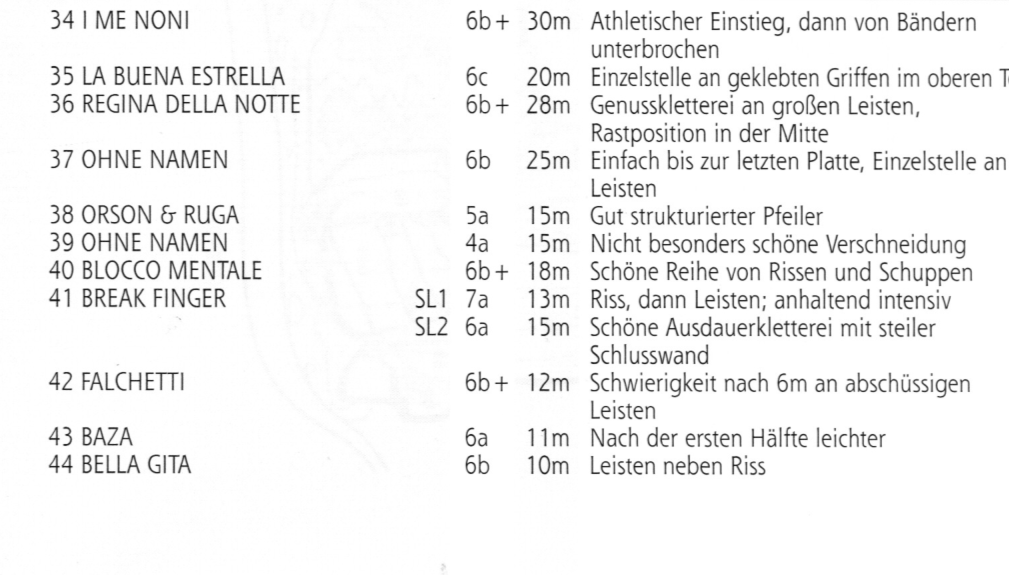 34 I ME NONI 6b+ 30m Athletischer Einstieg, dann von Bändern
unterbrochen
35 LA BUENA ESTRELLA 6c 20m Einzelstelle an geklebten Griffen im oberen
36 REGINA DELLA NOTTE 6b+ 28m Genusskletterei an großen Leisten,
Rastposition in der Mitte
37 OHNE NAMEN 6b 25m Einfach bis zur letzten Platte, Einzelstelle an
Leisten
38 ORSON & RUGA 5a 15m Gut strukturierter Pfeiler
39 OHNE NAMEN 4a 15m Nicht besonders schöne Verschneidung
40 BLOCCO MENTALE 6b+ 18m Schöne Reihe von Rissen und Schuppen
41 BREAK FINGER SL1 7a 13m Riss, dann Leisten; anhaltend intensiv
SL2 6a 15m Schöne Ausdauerkletterei mit steiler
Schlusswand
42 FALCHETTI 6b+ 12m Schwierigkeit nach 6m an abschüssigen
Leisten
43 BAZA 6a 11m Nach der ersten Hälfte leichter
44 BELLA GITA 6b 10m Leisten neben Riss